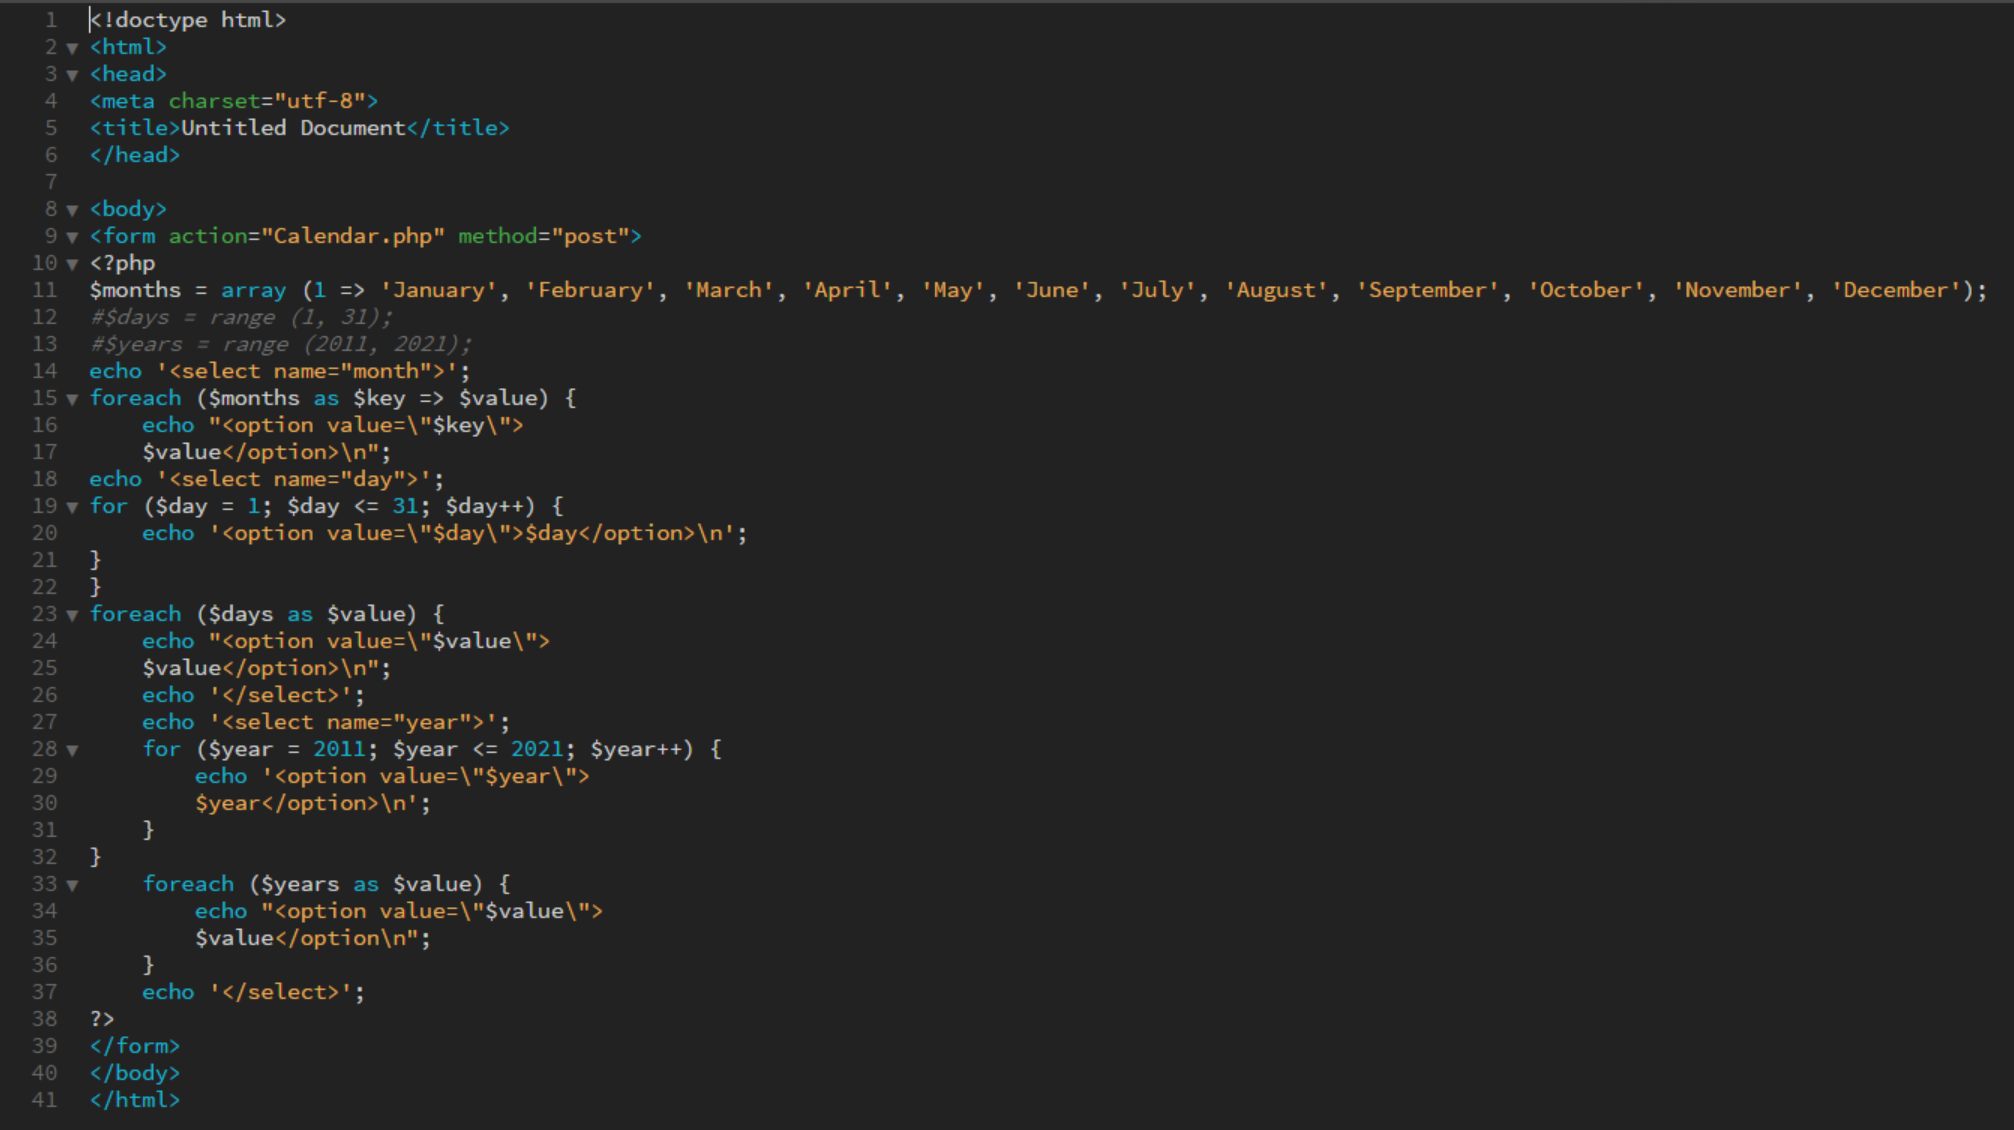 1 <!doctype html>
2 <html>
3 <head>
4 <meta charset="utf-8">
5 <title>Untitled Document</title>
6 </head>
7
8 <body>
9 <form action="Calendar.php" method="post">
10 <?php
11 $months = array (1 => 'January', 'February', 'March', 'April', 'May', 'June', 'July', 'August', 'September', 'October', 'November', 'December');
12 #$days = range (1, 31);
13 #$years = range (2011, 2021);
14 echo '<select name="month">';
15 foreach ($months as $key => $value) {
16     echo "<option value=\"$key\">
17     $value</option>\n";
18 echo '<select name="day">';
19 for ($day = 1; $day <= 31; $day++) {
20     echo '<option value=\"$day\">$day</option>\n';
21 }
22 }
23 foreach ($days as $value) {
24     echo "<option value=\"$value\">
25     $value</option>\n";
26     echo '</select>';
27     echo '<select name="year">';
28     for ($year = 2011; $year <= 2021; $year++) {
29         echo '<option value=\"$year\">
30         $year</option>\n';
31     }
32 }
33     foreach ($years as $value) {
34         echo "<option value=\"$value\">
35         $value</option\n";
36     }
37     echo '</select>';
38 ?>
39 </form>
40 </body>
41 </html>